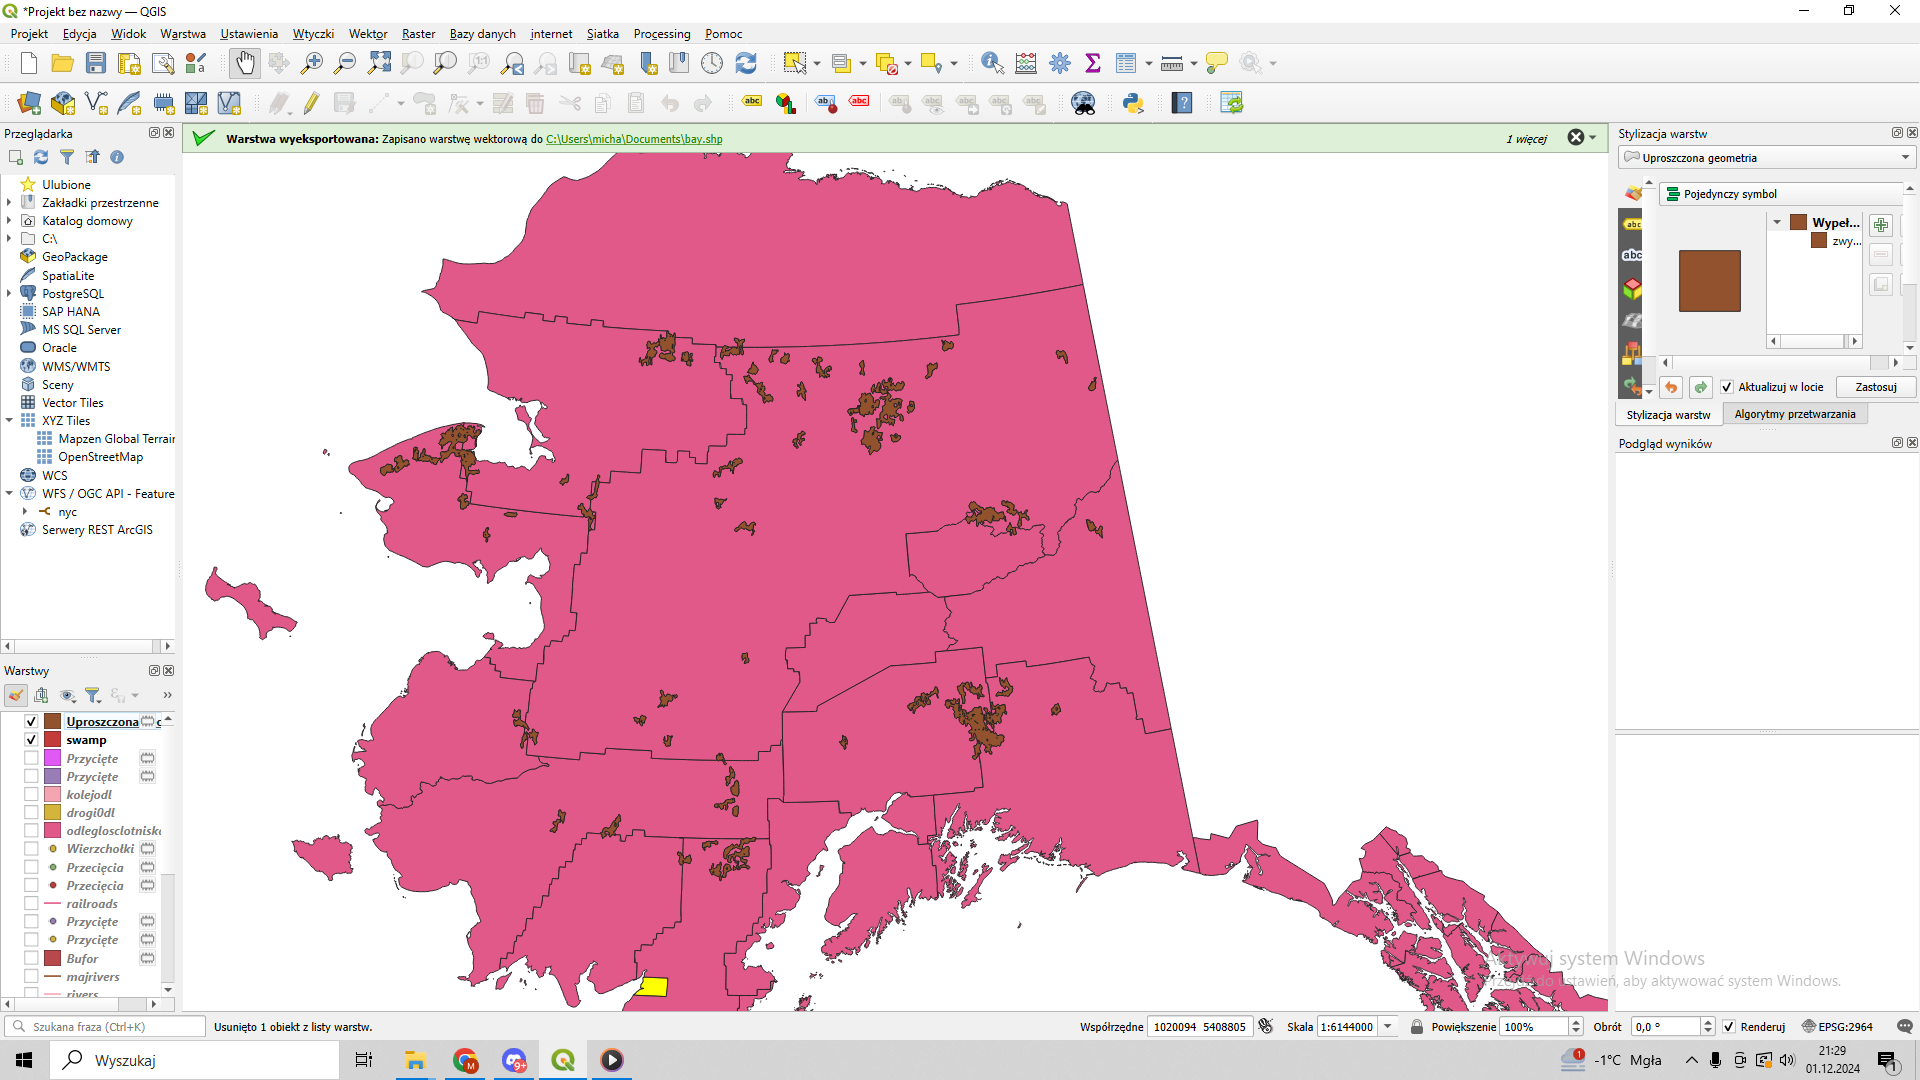 *Projekt bez nazwy — QGIS
Projekt Edycja Widok Warstwa Ustawienia Wtyczki Wektor Raster Bazy danych internet Siatka Processing Pomoc
Przeglądarka
Ulubione
Zakładki przestrzenne
Katalog domowy
C:\
GeoPackage
SpatiaLite
PostgreSQL
SAP HANA
MS SQL Server
Oracle
WMS/WMTS
Sceny
Vector Tiles
XYZ Tiles
Mapzen Global Terrain
OpenStreetMap
WCS
WFS / OGC API - Feature
nyc
Serwery REST ArcGIS
Warstwa wyeksportowana: Zapisano warstwę wektorową do C:\Users\micha\Documents\bay.shp
1 więcej
Stylizacja warstw
Uproszczona geometria
Pojedynczy symbol
Wypeł...
zwy...
abc
abc
Aktualizuj w locie
Zastosuj
Stylizacja warstw
Algorytmy przetwarzania
Podgląd wyników
Warstwy
Uproszczona
swamp
Przycięte
Przycięte
kolejodl
drogi0dl
odlegloscl​otnisk
Wierzchołki
Przecięcia
Przecięcia
railroads
Przycięte
Przycięte
Bufor
majrivers
rivers
Aktywuj system Windows
Przejdź do ustawień, aby aktywować system Windows.
Szukana fraza (Ctrl+K)
Usunięto 1 obiekt z listy warstw.
Współrzędne 1020094 5408805
Skala 1:6144000
Powiększenie 100%
Obrót 0,0 °
Renderuj
EPSG:2964
Wyszukaj
9+
-1°C Mgła
21:29
01.12.2024